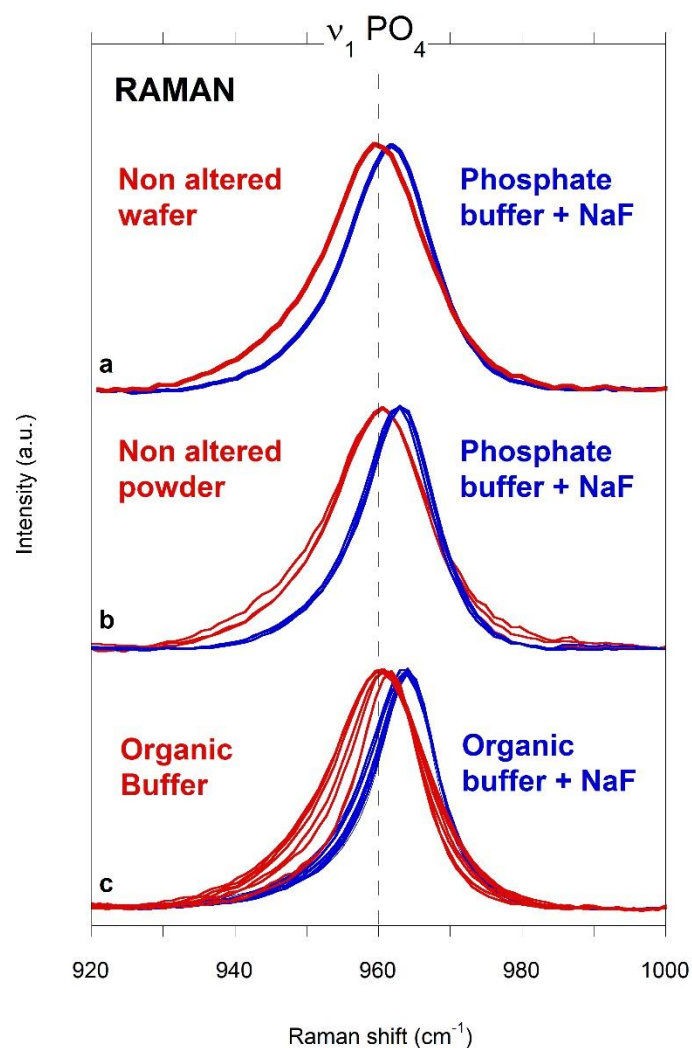 ν₁ PO₄
RAMAN
Non altered
wafer
Phosphate
buffer + NaF
a
Non altered
powder
Phosphate
buffer + NaF
b
Organic
Buffer
Organic
buffer + NaF
c
Intensity (a.u.)
920 940 960 980 1000
Raman shift (cm⁻¹)